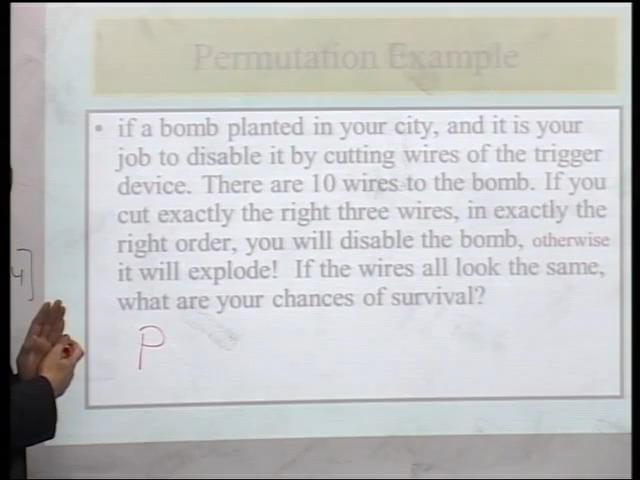 Permutation Example
• if a bomb planted in your city, and it is your
job to disable it by cutting wires of the trigger
device. There are 10 wires to the bomb. If you
cut exactly the right three wires, in exactly the
right order, you will disable the bomb, otherwise
it will explode! If the wires all look the same,
what are your chances of survival?
4]
P